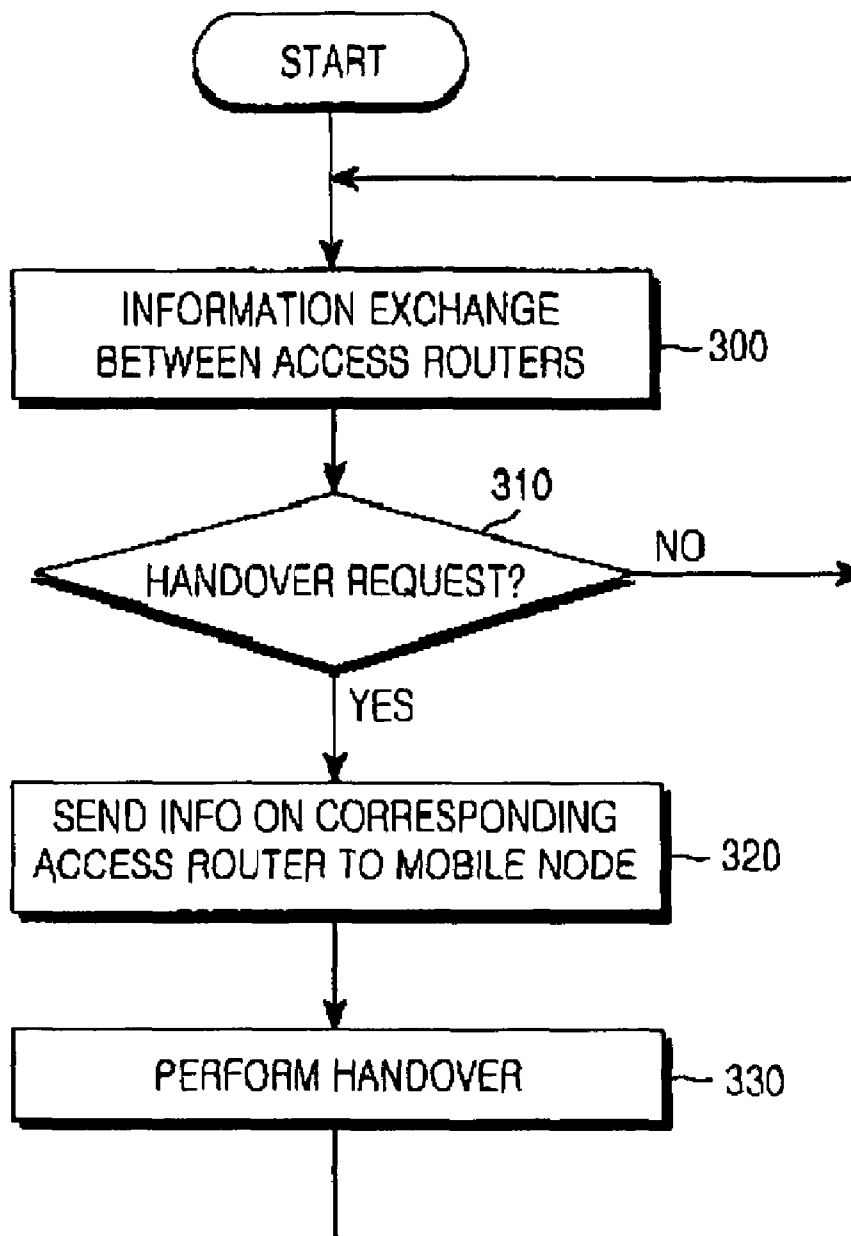 START
INFORMATION EXCHANGE
BETWEEN ACCESS ROUTERS
300
310
HANDOVER REQUEST?
NO
YES
SEND INFO ON CORRESPONDING
ACCESS ROUTER TO MOBILE NODE
320
PERFORM HANDOVER
330